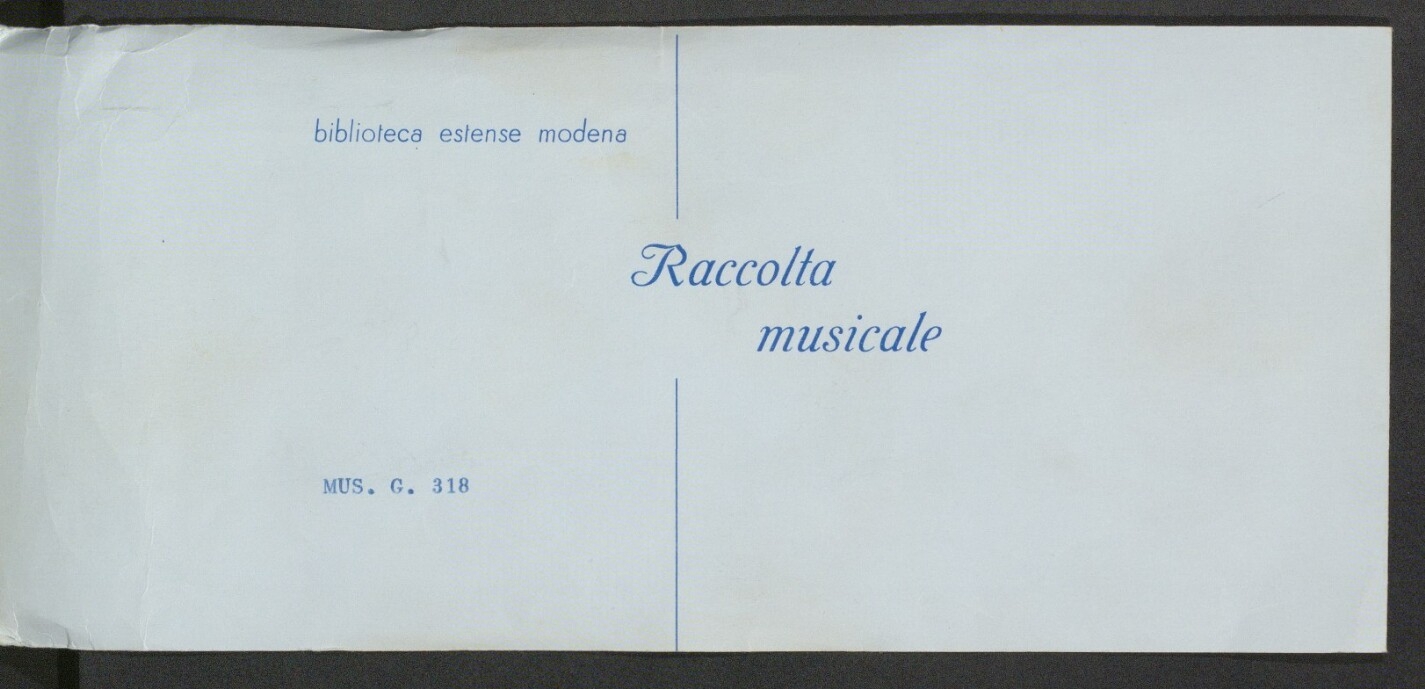 biblioteca estense modena
Raccolta
musicale
MUS. G. 318